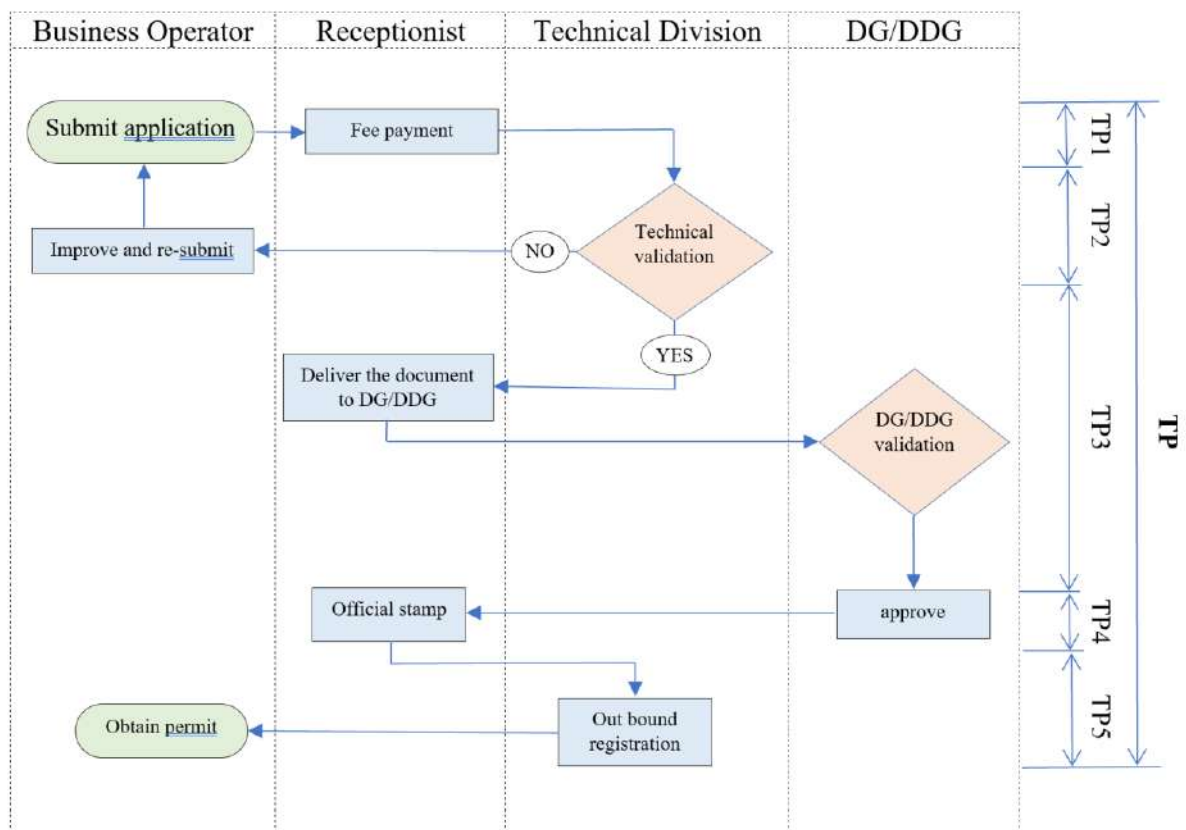 Business Operator
Receptionist
Technical Division
DG/DDG
Submit application
Fee payment
TP1
Technical
validation
NO
Improve and re-submit
TP2
YES
Deliver the document
to DG/DDG
DG/DDG
validation
TP3
TP
Official stamp
approve
TP4
Obtain permit
Out bound
registration
TP5